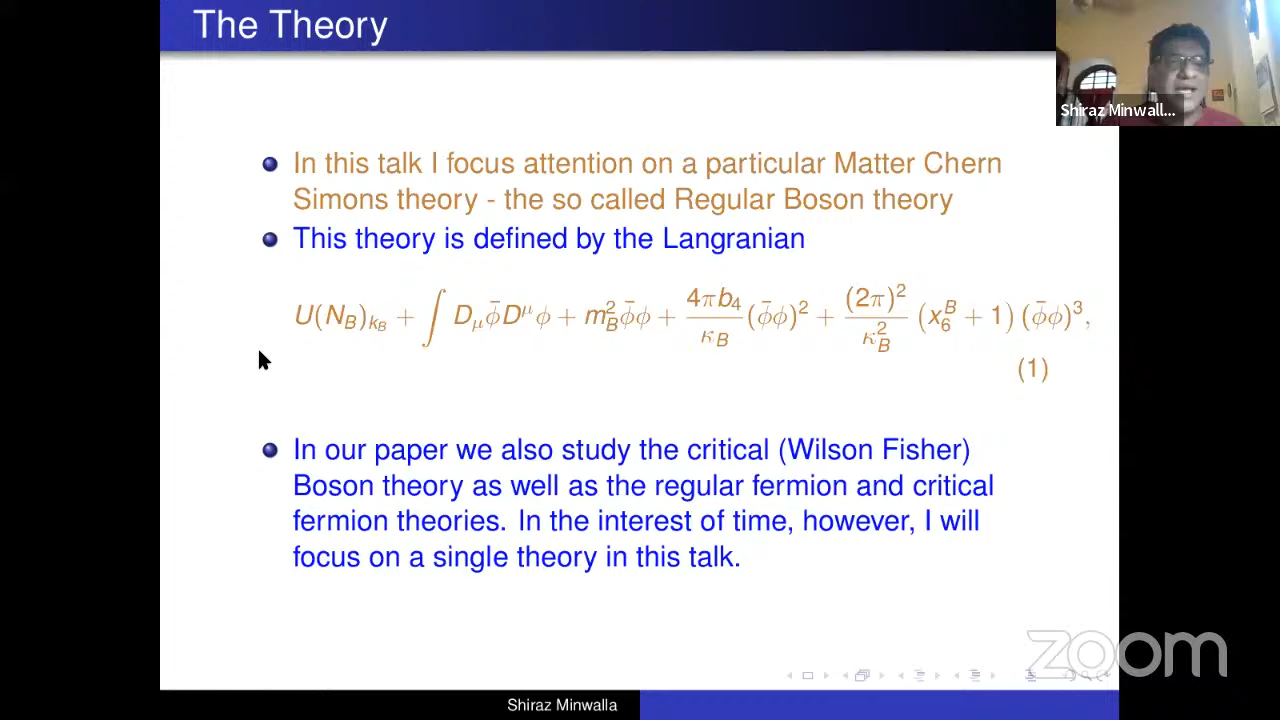 The Theory
Shiraz Minwall...
In this talk I focus attention on a particular Matter Chern
Simons theory - the so called Regular Boson theory
This theory is defined by the Langranian
U(N_B)_{k_B} + ∫ D_μ φ̄ D^μ φ + m_B^2 φ̄φ + \frac{4πb_4}{κ_B} (φ̄φ)^2 + \frac{(2π)^2}{κ_B^2} (x_6^B + 1) (φ̄φ)^3,
(1)
In our paper we also study the critical (Wilson Fisher)
Boson theory as well as the regular fermion and critical
fermion theories. In the interest of time, however, I will
focus on a single theory in this talk.
zoom
Shiraz Minwalla